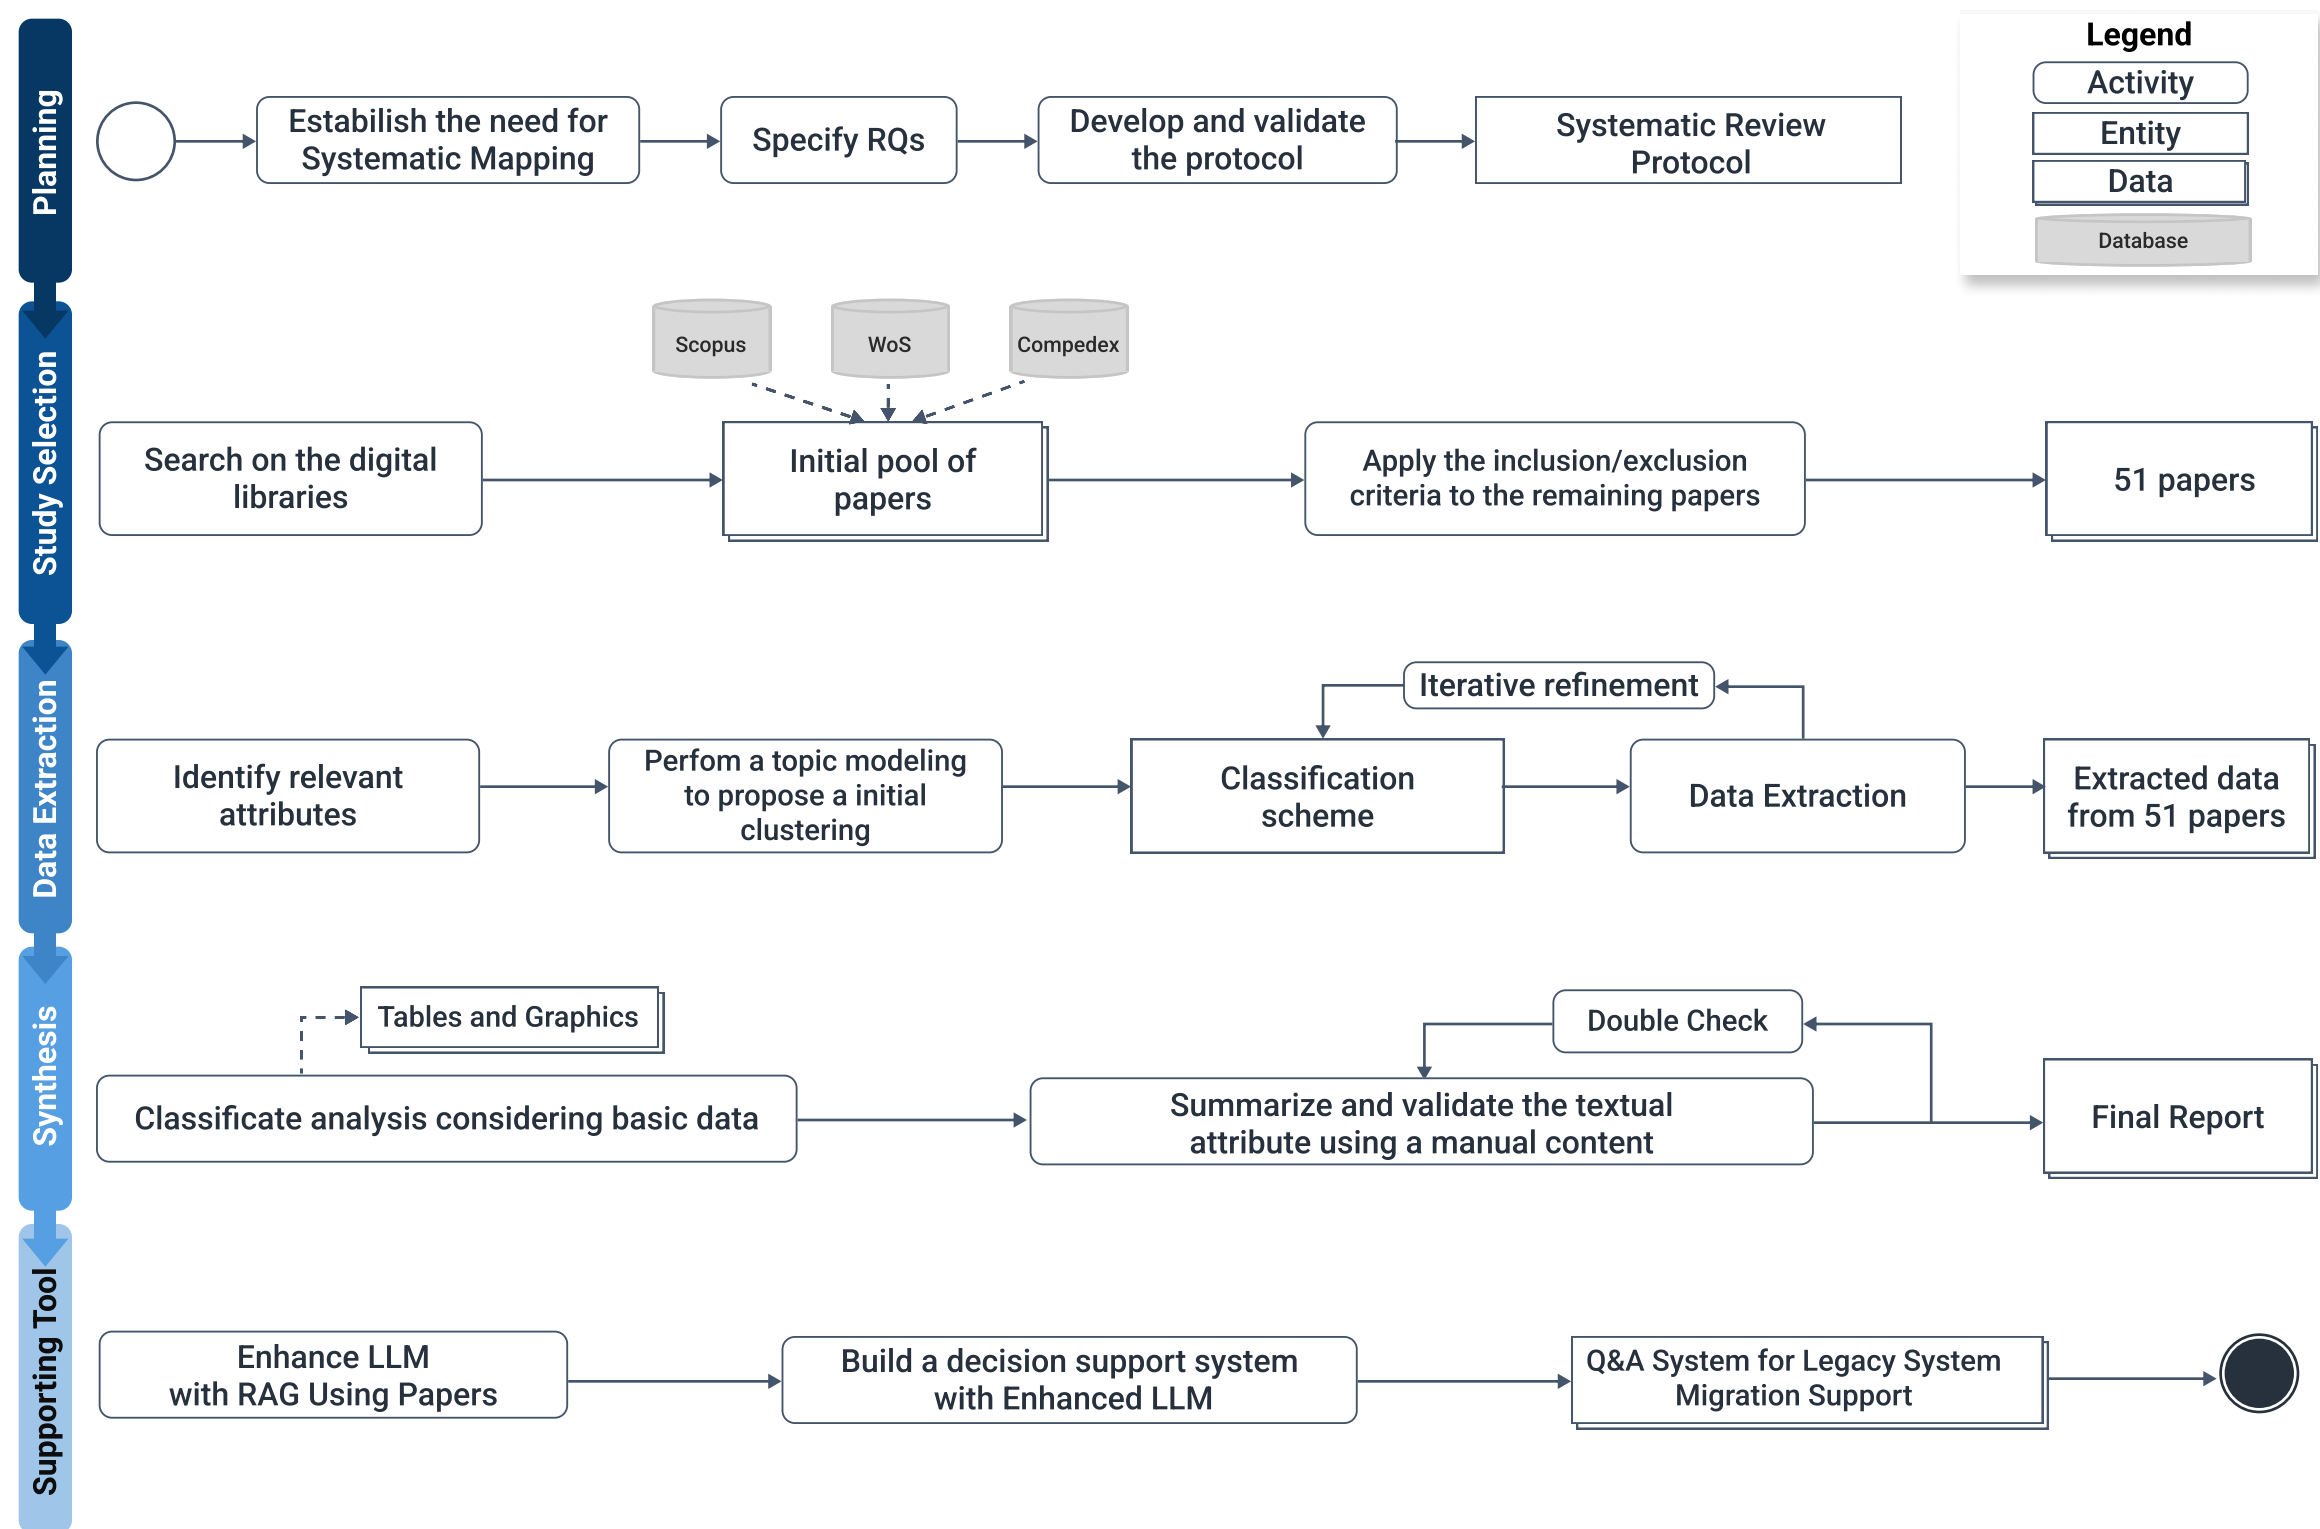 Planning
Estabilish the need for
Systematic Mapping
Specify RQs
Develop and validate
the protocol
Systematic Review
Protocol
Legend
Activity
Entity
Data
Database
Study Selection
Scopus
WoS
Compedex
Search on the digital
libraries
Initial pool of
papers
Apply the inclusion/exclusion
criteria to the remaining papers
51 papers
Data Extraction
Iterative refinement
Identify relevant
attributes
Perfom a topic modeling
to propose a initial
clustering
Classification
scheme
Data Extraction
Extracted data
from 51 papers
Synthesis
Tables and Graphics
Double Check
Classificate analysis considering basic data
Summarize and validate the textual
attribute using a manual content
Final Report
Supporting Tool
Enhance LLM
with RAG Using Papers
Build a decision support system
with Enhanced LLM
Q&A System for Legacy System
Migration Support